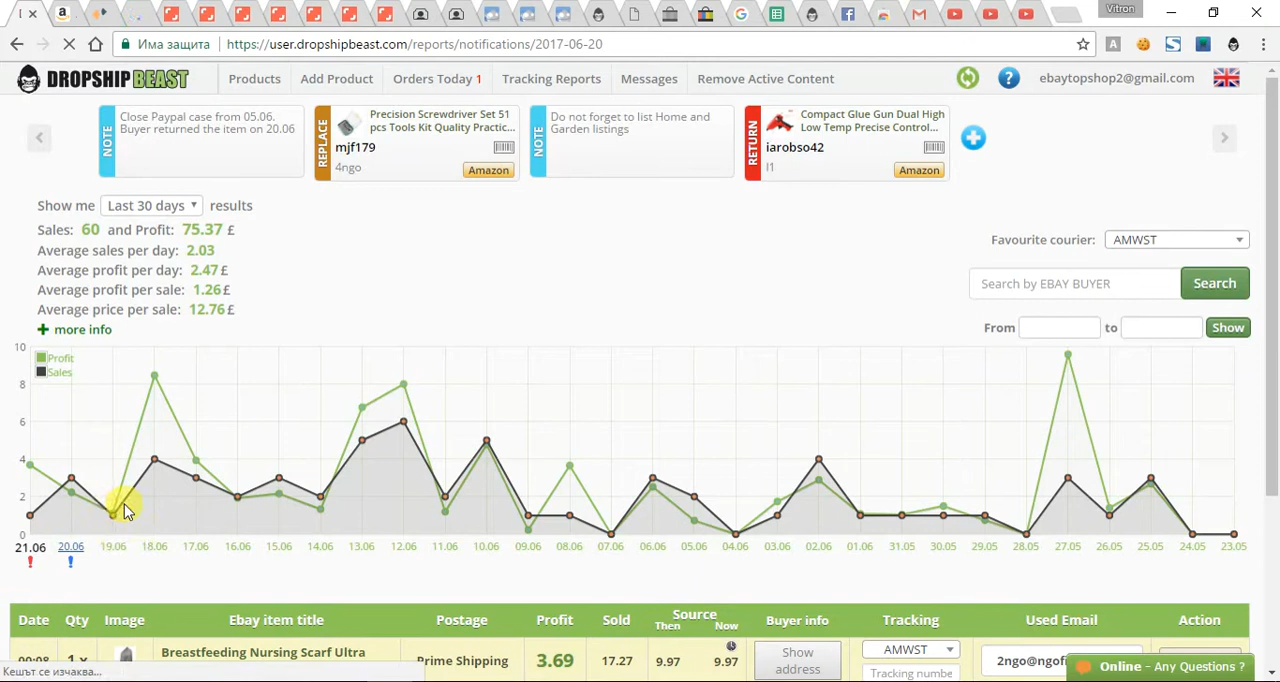 Vitron
Има защита
https://user.dropshipbeast.com/reports/notifications/2017-06-20
DROPSHIPBEAST
Products
Add Product
Orders Today 1
Tracking Reports
Messages
Remove Active Content
ebaytopshop2@gmail.com
NOTE
Close Paypal case from 05.06.
Buyer returned the item on 20.06
REPLACE
Precision Screwdriver Set 51
pcs Tools Kit Quality Practic...
mjf179
4ngo
Amazon
NOTE
Do not forget to list Home and
Garden listings
RETURN
Compact Glue Gun Dual High
Low Temp Precise Control...
iarobso42
l1
Amazon
Show me Last 30 days results
Sales: 60 and Profit: 75.37 £
Average sales per day: 2.03
Average profit per day: 2.47 £
Average profit per sale: 1.26 £
Average price per sale: 12.76 £
+ more info
Favourite courier: AMWST
Search by EBAY BUYER
Search
From to Show
10
8
6
4
2
0
Profit
Sales
21.06 20.06 19.06 18.06 17.06 16.06 15.06 14.06 13.06 12.06 11.06 10.06 09.06 08.06 07.06 06.06 05.06 04.06 03.06 02.06 01.06 31.05 30.05 29.05 28.05 27.05 26.05 25.05 24.05 23.05
! !
Date Qty Image Ebay item title Postage Profit Sold Source Buyer info Tracking Used Email Action
Then Now
00:08
1 x
Breastfeeding Nursing Scarf Ultra
Prime Shipping
3.69
17.27
9.97
9.97
Show
address
AMWST
Tracking numbe
2ngo@ngofi
Кешът се изчаква...
Online - Any Questions ?